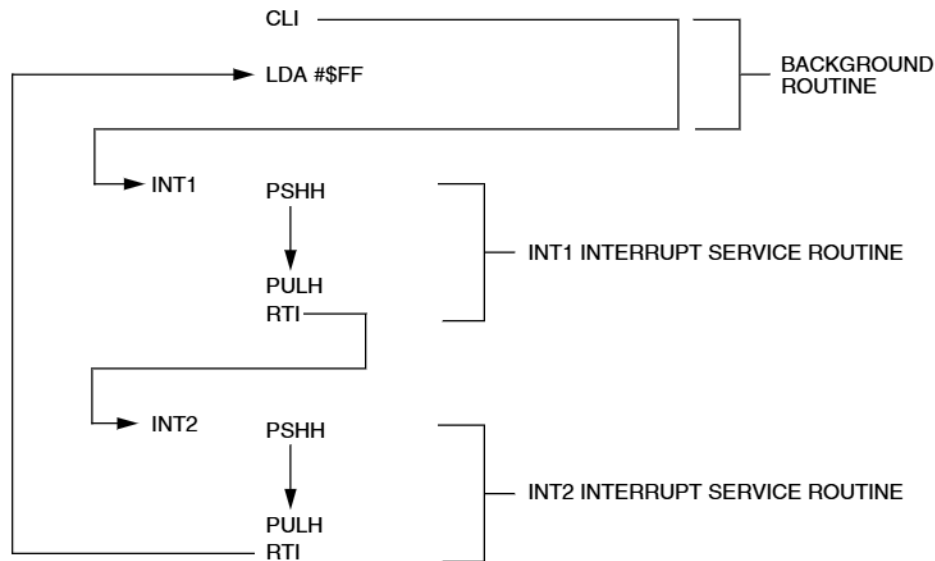 CLI
LDA #$FF
BACKGROUND
ROUTINE
INT1
PSHH
INT1 INTERRUPT SERVICE ROUTINE
PULH
RTI
INT2
PSHH
INT2 INTERRUPT SERVICE ROUTINE
PULH
RTI